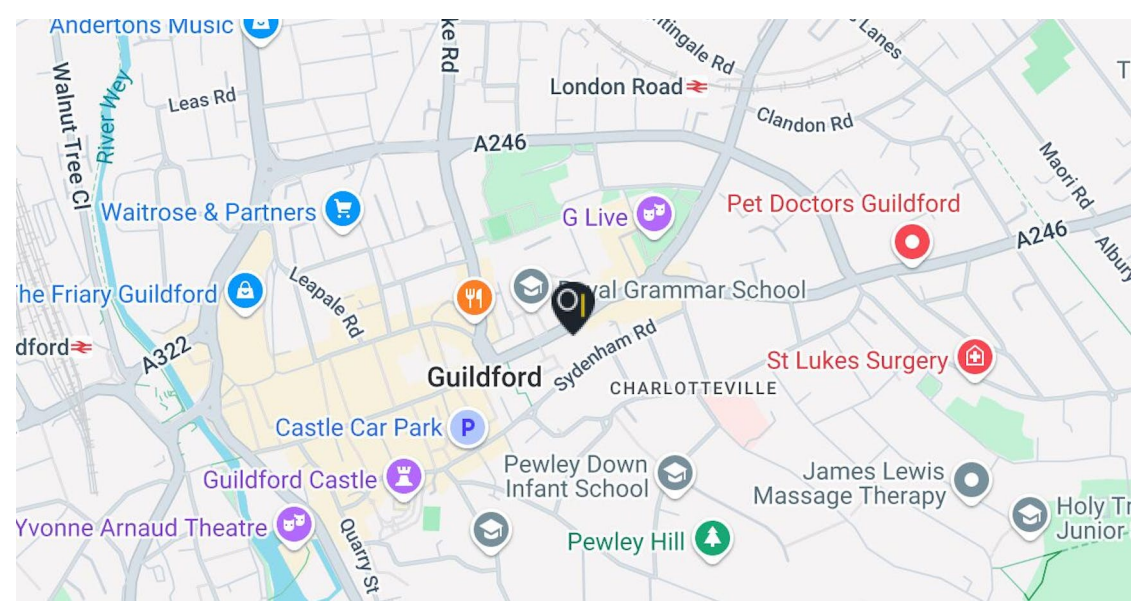 Andertons Music
ke Rd
ntingale Rd
Lanes
Walnut Tree Cl
River Wey
Leas Rd
London Road
T
Clandon Rd
A246
Maori Rd
Waitrose & Partners
G Live
Pet Doctors Guildford
A246
Albury
The Friary Guildford
Leapale Rd
Royal Grammar School
dford
A322
Sydenham Rd
Guildford
St Lukes Surgery
CHARLOTTEVILLE
Castle Car Park
P
Guildford Castle
Pewley Down
Infant School
James Lewis
Massage Therapy
Yvonne Arnaud Theatre
Quarry St
Pewley Hill
Holy Tr
Junior